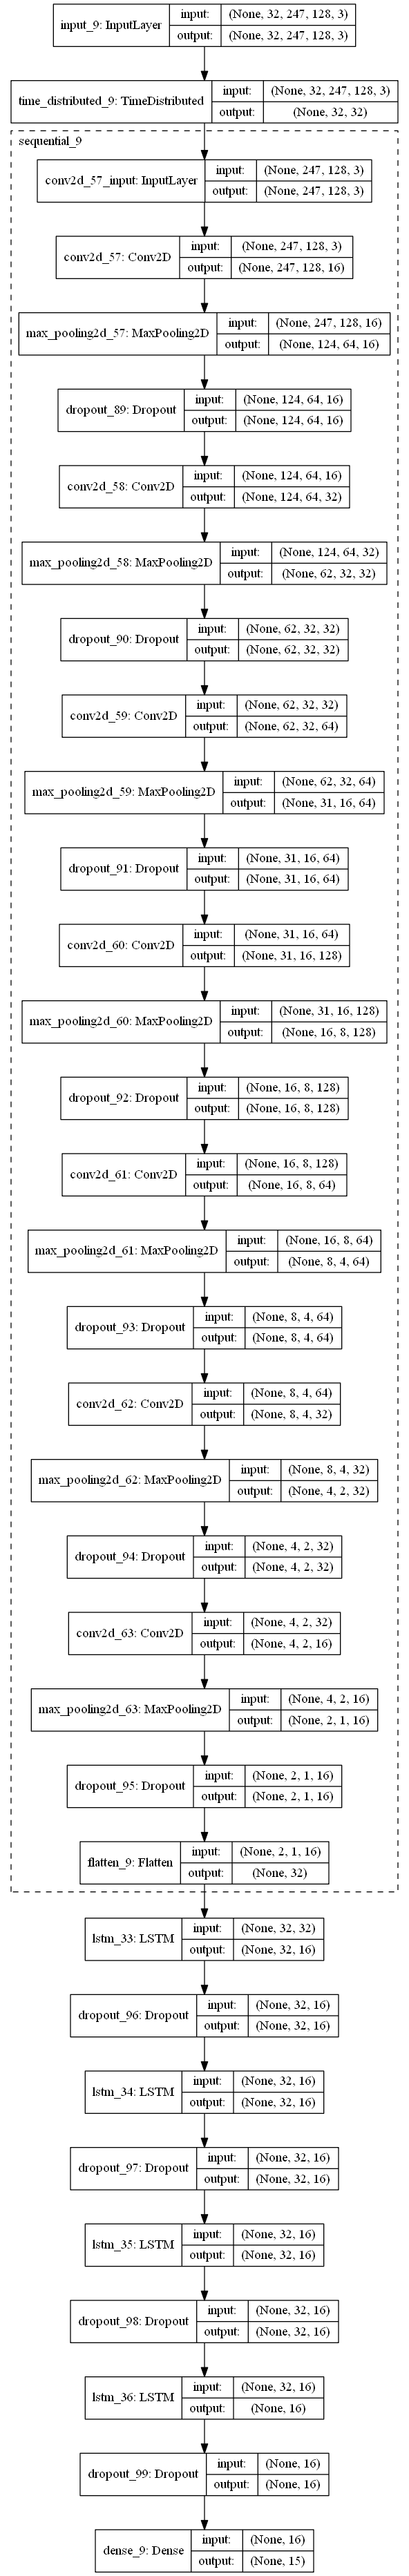 input_9: InputLayer input: (None, 32, 247, 128, 3)
output: (None, 32, 247, 128, 3)
time_distributed_9: TimeDistributed input: (None, 32, 247, 128, 3)
output: (None, 32, 32)
sequential_9
conv2d_57_input: InputLayer input: (None, 247, 128, 3)
output: (None, 247, 128, 3)
conv2d_57: Conv2D input: (None, 247, 128, 3)
output: (None, 247, 128, 16)
max_pooling2d_57: MaxPooling2D input: (None, 247, 128, 16)
output: (None, 124, 64, 16)
dropout_89: Dropout input: (None, 124, 64, 16)
output: (None, 124, 64, 16)
conv2d_58: Conv2D input: (None, 124, 64, 16)
output: (None, 124, 64, 32)
max_pooling2d_58: MaxPooling2D input: (None, 124, 64, 32)
output: (None, 62, 32, 32)
dropout_90: Dropout input: (None, 62, 32, 32)
output: (None, 62, 32, 32)
conv2d_59: Conv2D input: (None, 62, 32, 32)
output: (None, 62, 32, 64)
max_pooling2d_59: MaxPooling2D input: (None, 62, 32, 64)
output: (None, 31, 16, 64)
dropout_91: Dropout input: (None, 31, 16, 64)
output: (None, 31, 16, 64)
conv2d_60: Conv2D input: (None, 31, 16, 64)
output: (None, 31, 16, 128)
max_pooling2d_60: MaxPooling2D input: (None, 31, 16, 128)
output: (None, 16, 8, 128)
dropout_92: Dropout input: (None, 16, 8, 128)
output: (None, 16, 8, 128)
conv2d_61: Conv2D input: (None, 16, 8, 128)
output: (None, 16, 8, 64)
max_pooling2d_61: MaxPooling2D input: (None, 16, 8, 64)
output: (None, 8, 4, 64)
dropout_93: Dropout input: (None, 8, 4, 64)
output: (None, 8, 4, 64)
conv2d_62: Conv2D input: (None, 8, 4, 64)
output: (None, 8, 4, 32)
max_pooling2d_62: MaxPooling2D input: (None, 8, 4, 32)
output: (None, 4, 2, 32)
dropout_94: Dropout input: (None, 4, 2, 32)
output: (None, 4, 2, 32)
conv2d_63: Conv2D input: (None, 4, 2, 32)
output: (None, 4, 2, 16)
max_pooling2d_63: MaxPooling2D input: (None, 4, 2, 16)
output: (None, 2, 1, 16)
dropout_95: Dropout input: (None, 2, 1, 16)
output: (None, 2, 1, 16)
flatten_9: Flatten input: (None, 2, 1, 16)
output: (None, 32)
lstm_33: LSTM input: (None, 32, 32)
output: (None, 32, 16)
dropout_96: Dropout input: (None, 32, 16)
output: (None, 32, 16)
lstm_34: LSTM input: (None, 32, 16)
output: (None, 32, 16)
dropout_97: Dropout input: (None, 32, 16)
output: (None, 32, 16)
lstm_35: LSTM input: (None, 32, 16)
output: (None, 32, 16)
dropout_98: Dropout input: (None, 32, 16)
output: (None, 32, 16)
lstm_36: LSTM input: (None, 32, 16)
output: (None, 16)
dropout_99: Dropout input: (None, 16)
output: (None, 16)
dense_9: Dense input: (None, 16)
output: (None, 15)